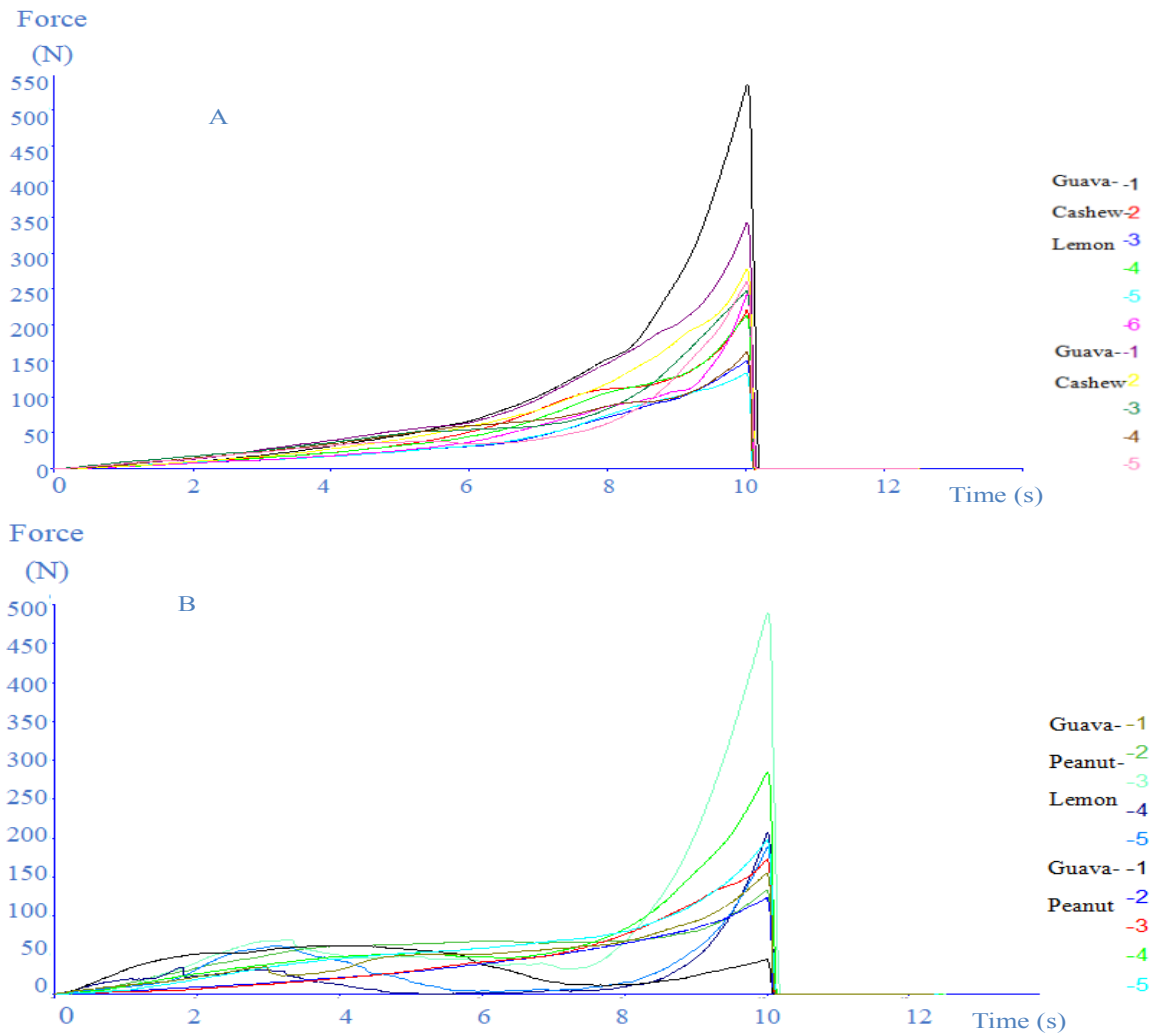 Force
(N)
550
500
450
400
350
300
250
200
150
100
50
0
A
0 2 4 6 8 10 12 Time (s)
Guava- -1
Cashew-2
Lemon -3
-4
-5
-6
Guava--1
Cashew 2
-3
-4
-5
Force
(N)
500
450
400
350
300
250
200
150
100
50
0
B
0 2 4 6 8 10 12 Time (s)
Guava- -1
Peanut- -2
-3
Lemon -4
-5
Guava- -1
Peanut -2
-3
-4
-5